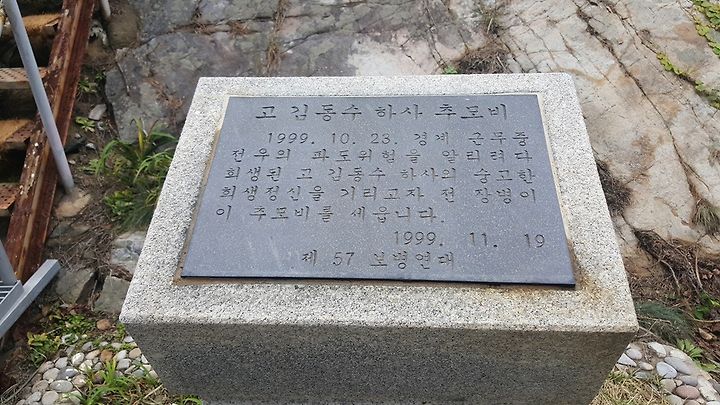 고 김동수 하사 추모비
1999. 10. 23. 경계 근무중
전우의 파도위험을 알리려다
희생된 고 김동수 하사의 숭고한
희생정신을 기리고자 전 장병이
이 추모비를 세웁니다.
1999. 11. 19
제 57 보병연대